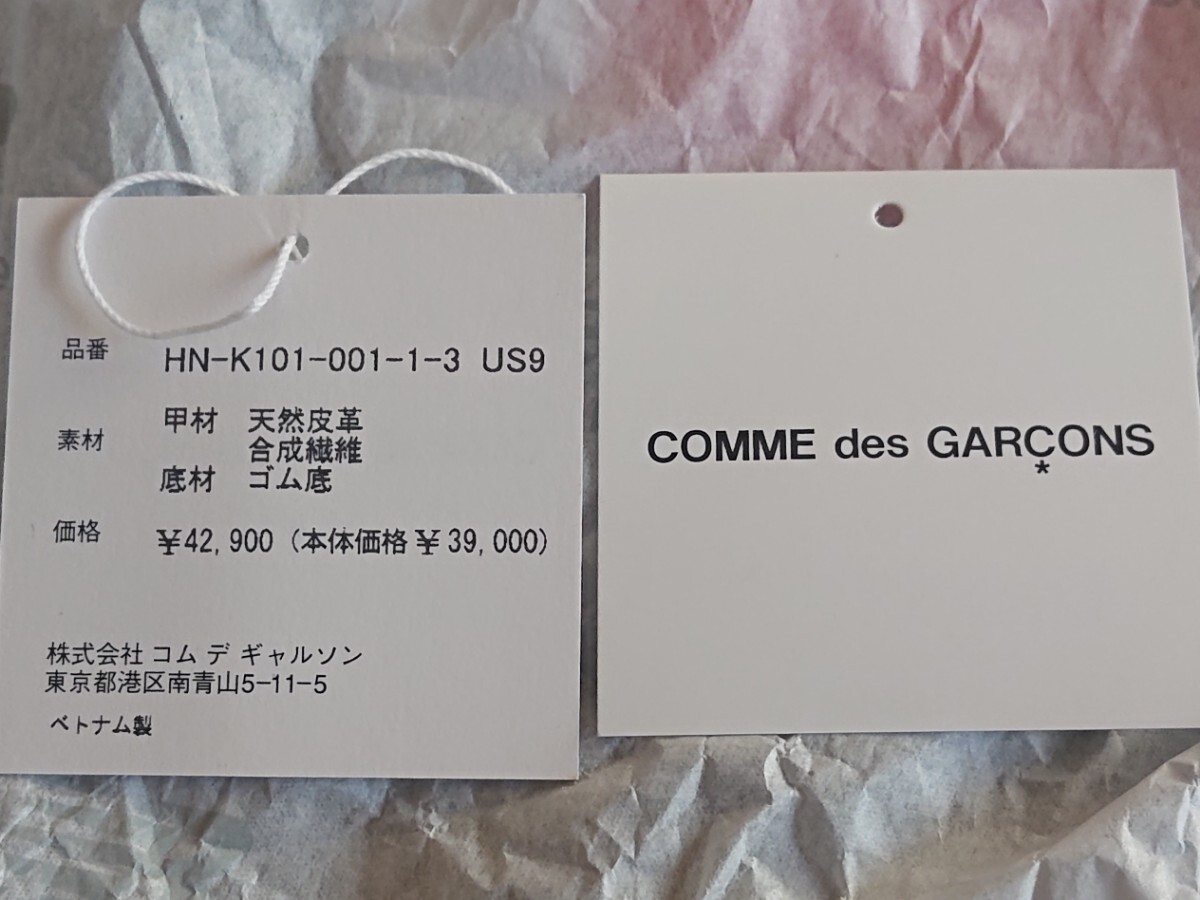 品番 HN-K101-001-1-3 US9
素材 甲材 天然皮革
合成繊維
底材 ゴム底
価格 ¥42,900 (本体価格¥39,000)
株式会社 コム デ ギャルソン
東京都港区南青山5-11-5
ベトナム製
COMME des GARÇONS
*